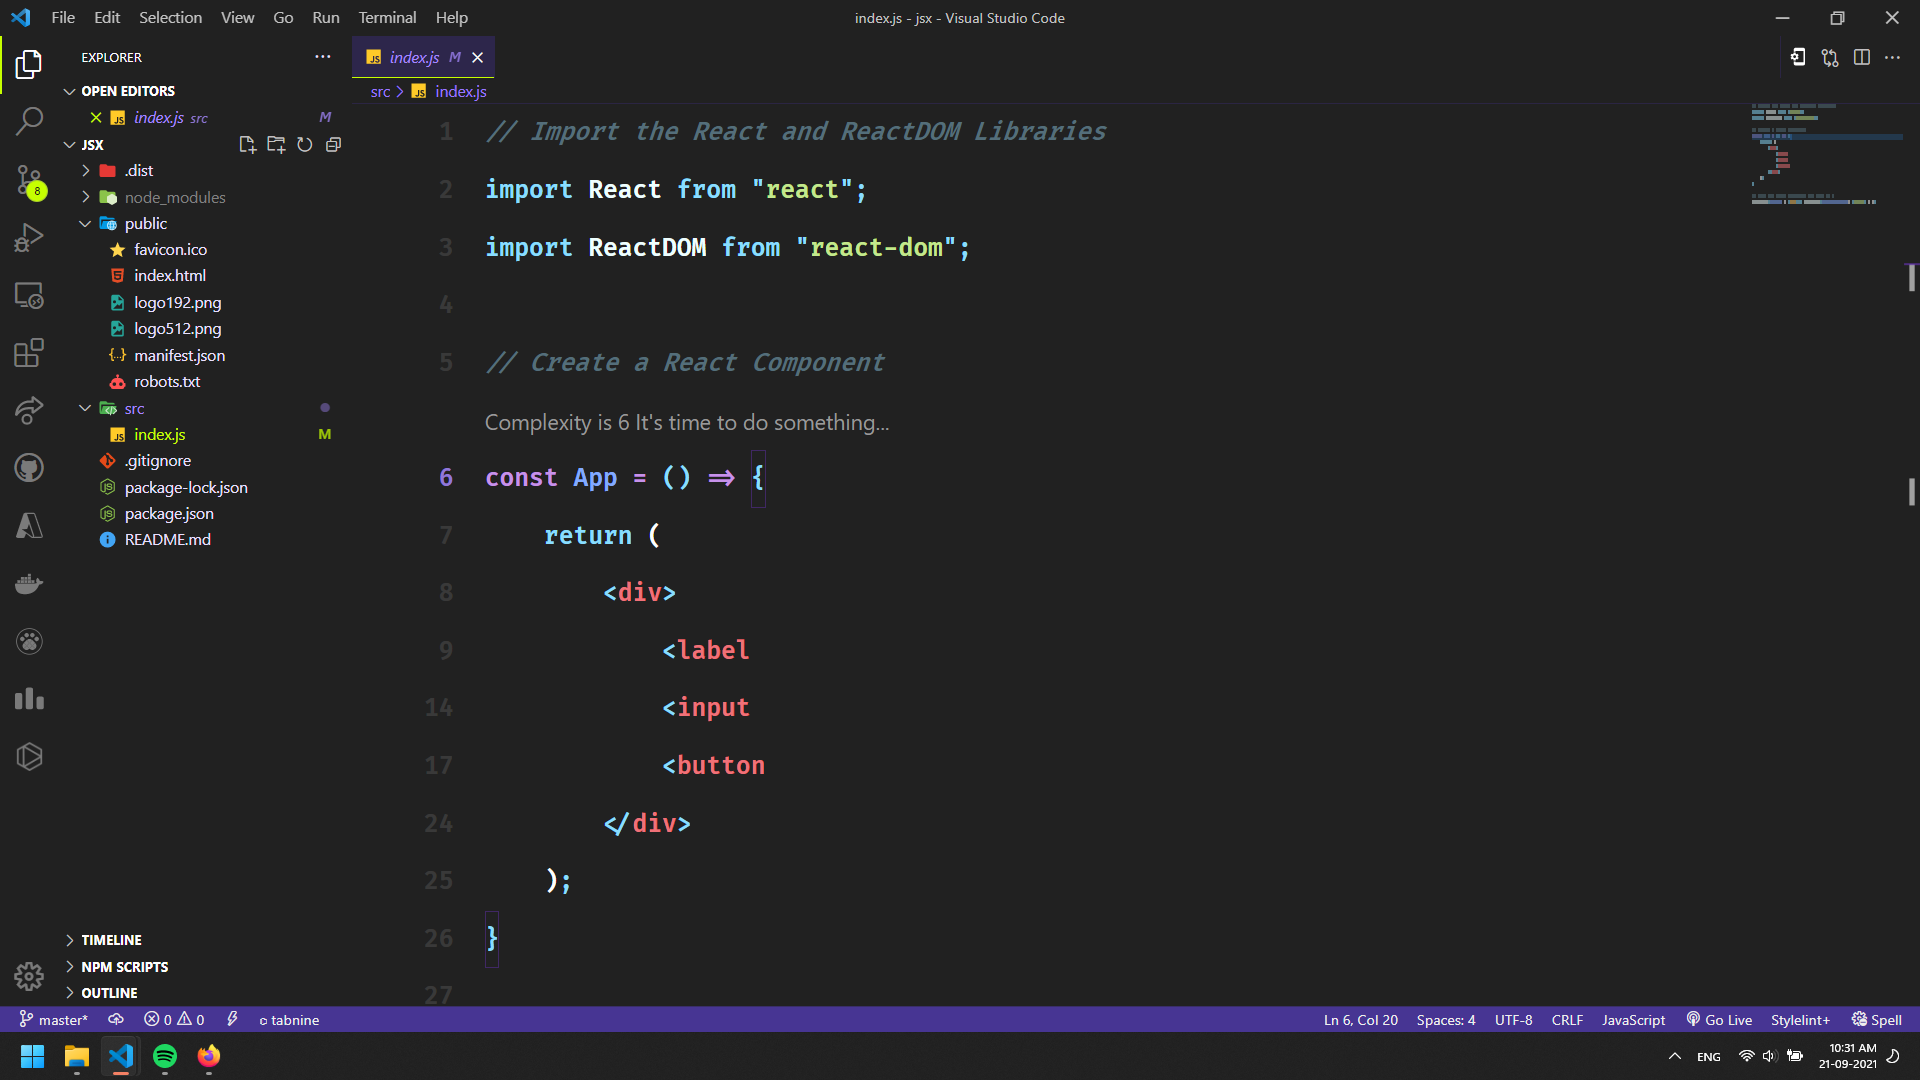 File Edit Selection View Go Run Terminal Help
index.js - jsx - Visual Studio Code
EXPLORER
OPEN EDITORS
index.js src M
JSX
.dist
node_modules
public
favicon.ico
index.html
logo192.png
logo512.png
manifest.json
robots.txt
src
index.js M
.gitignore
package-lock.json
package.json
README.md
TIMELINE
NPM SCRIPTS
OUTLINE
8
index.js M
src > index.js
1 // Import the React and ReactDOM Libraries
2 import React from "react";
3 import ReactDOM from "react-dom";
4
5 // Create a React Component
Complexity is 6 It's time to do something...
6 const App = () => {
7 return (
8 <div>
9 <label
14 <input
17 <button
24 </div>
25 );
26 }
27
master* 0 0 tabnine
Ln 6, Col 20 Spaces: 4 UTF-8 CRLF JavaScript Go Live Stylelint+ Spell
ENG
10:31 AM
21-09-2021